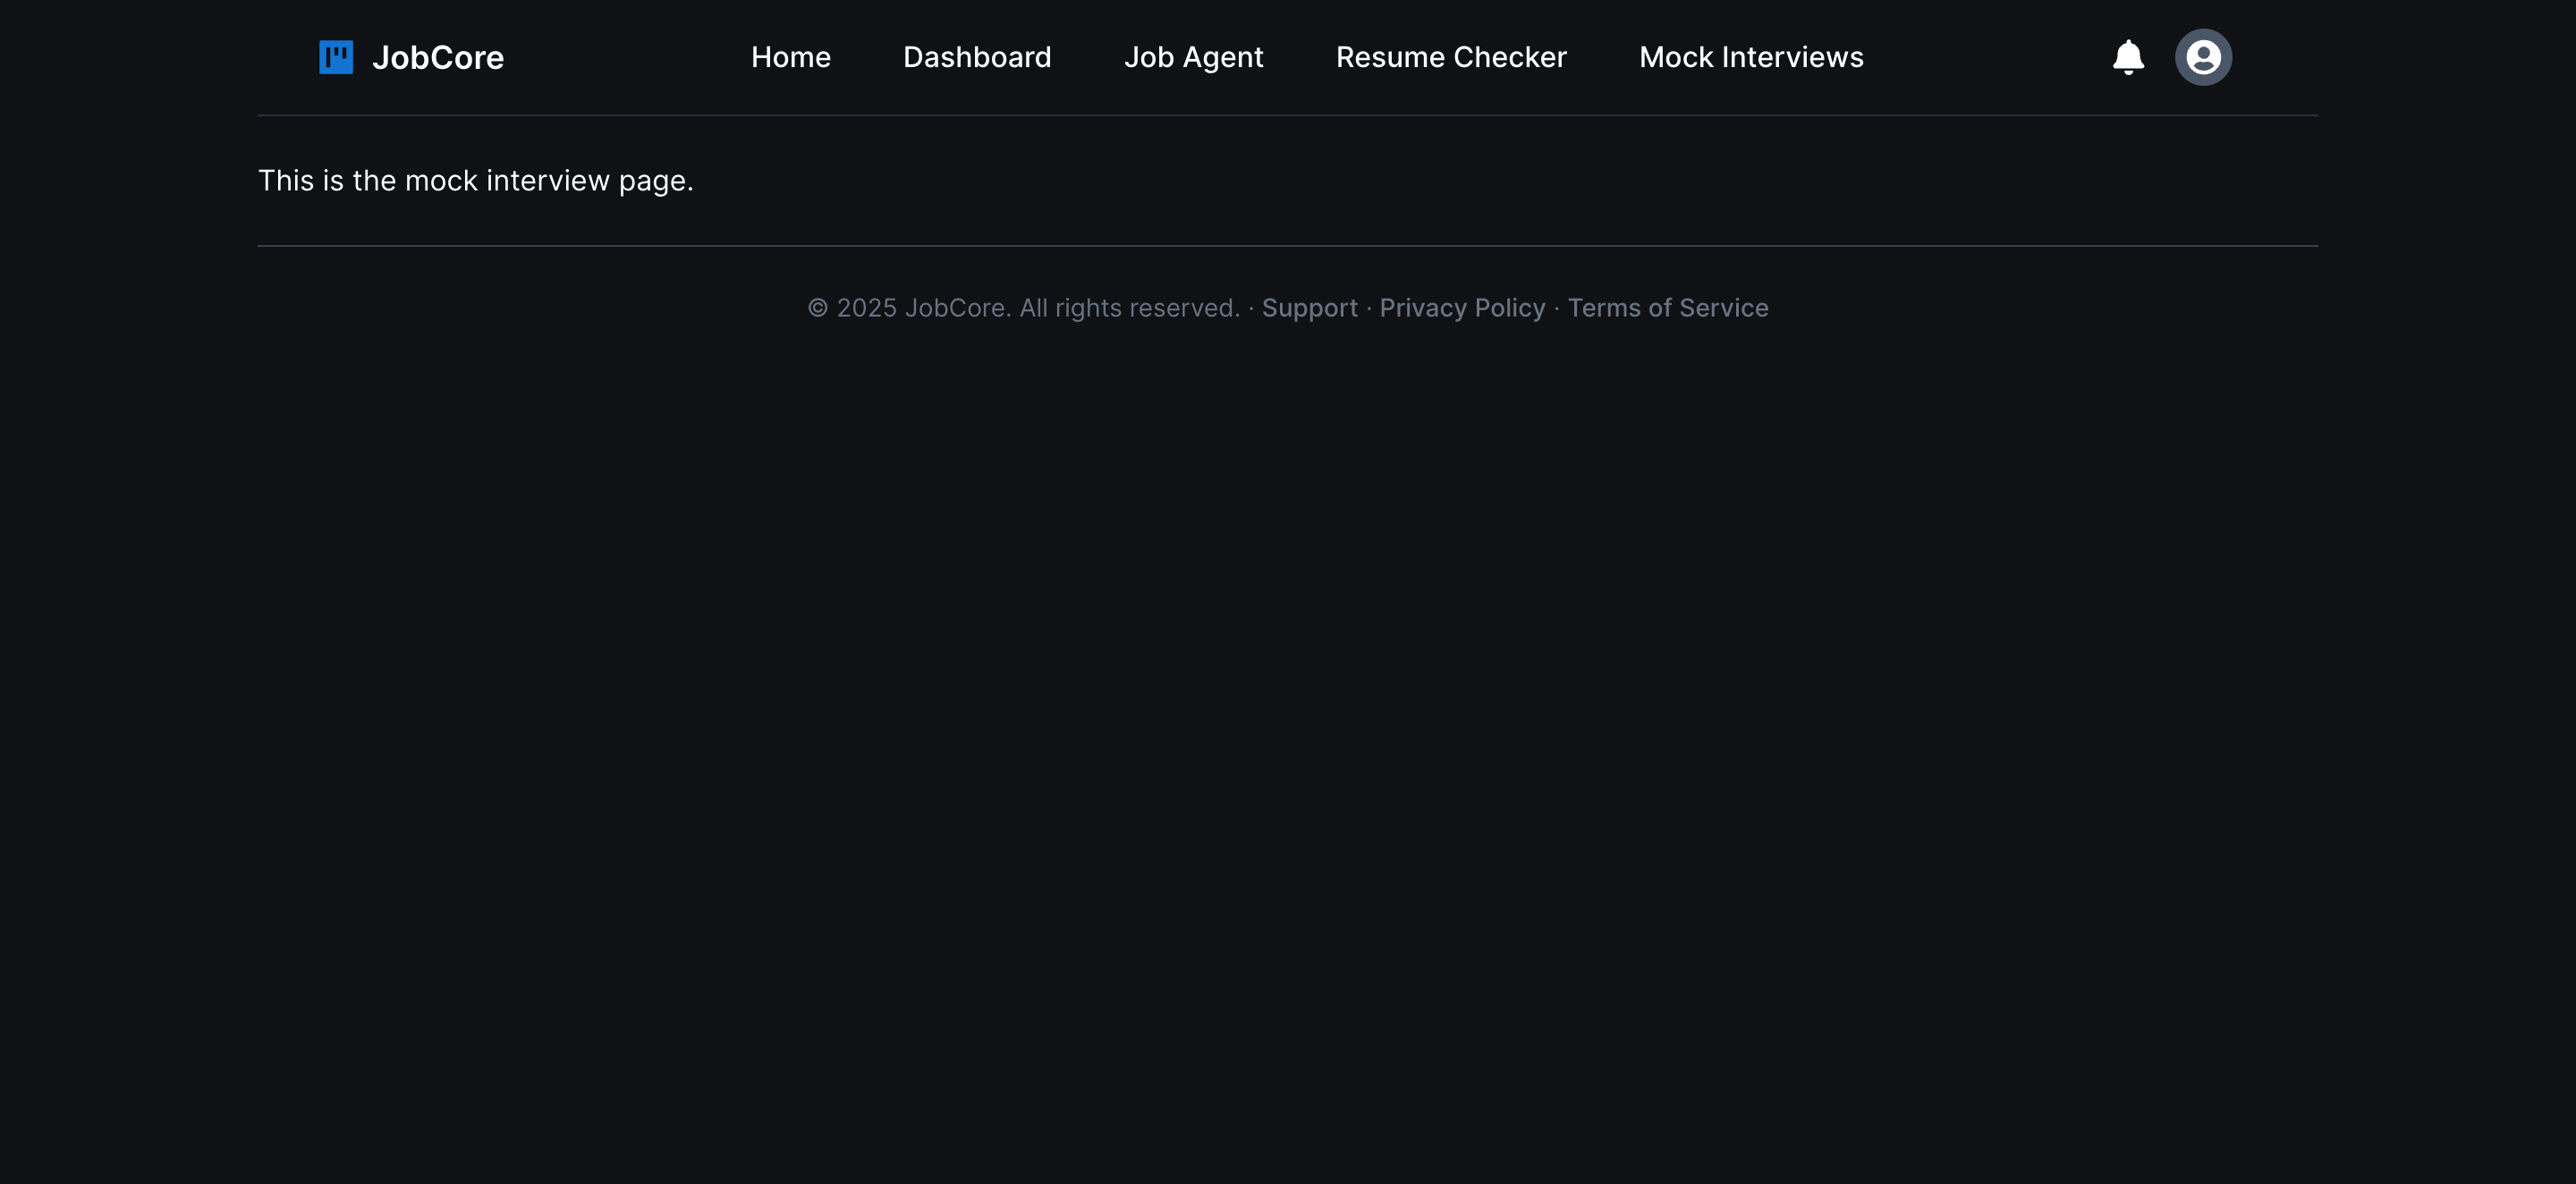 JobCore Home Dashboard Job Agent Resume Checker Mock Interviews
This is the mock interview page.
© 2025 JobCore. All rights reserved. · Support · Privacy Policy · Terms of Service